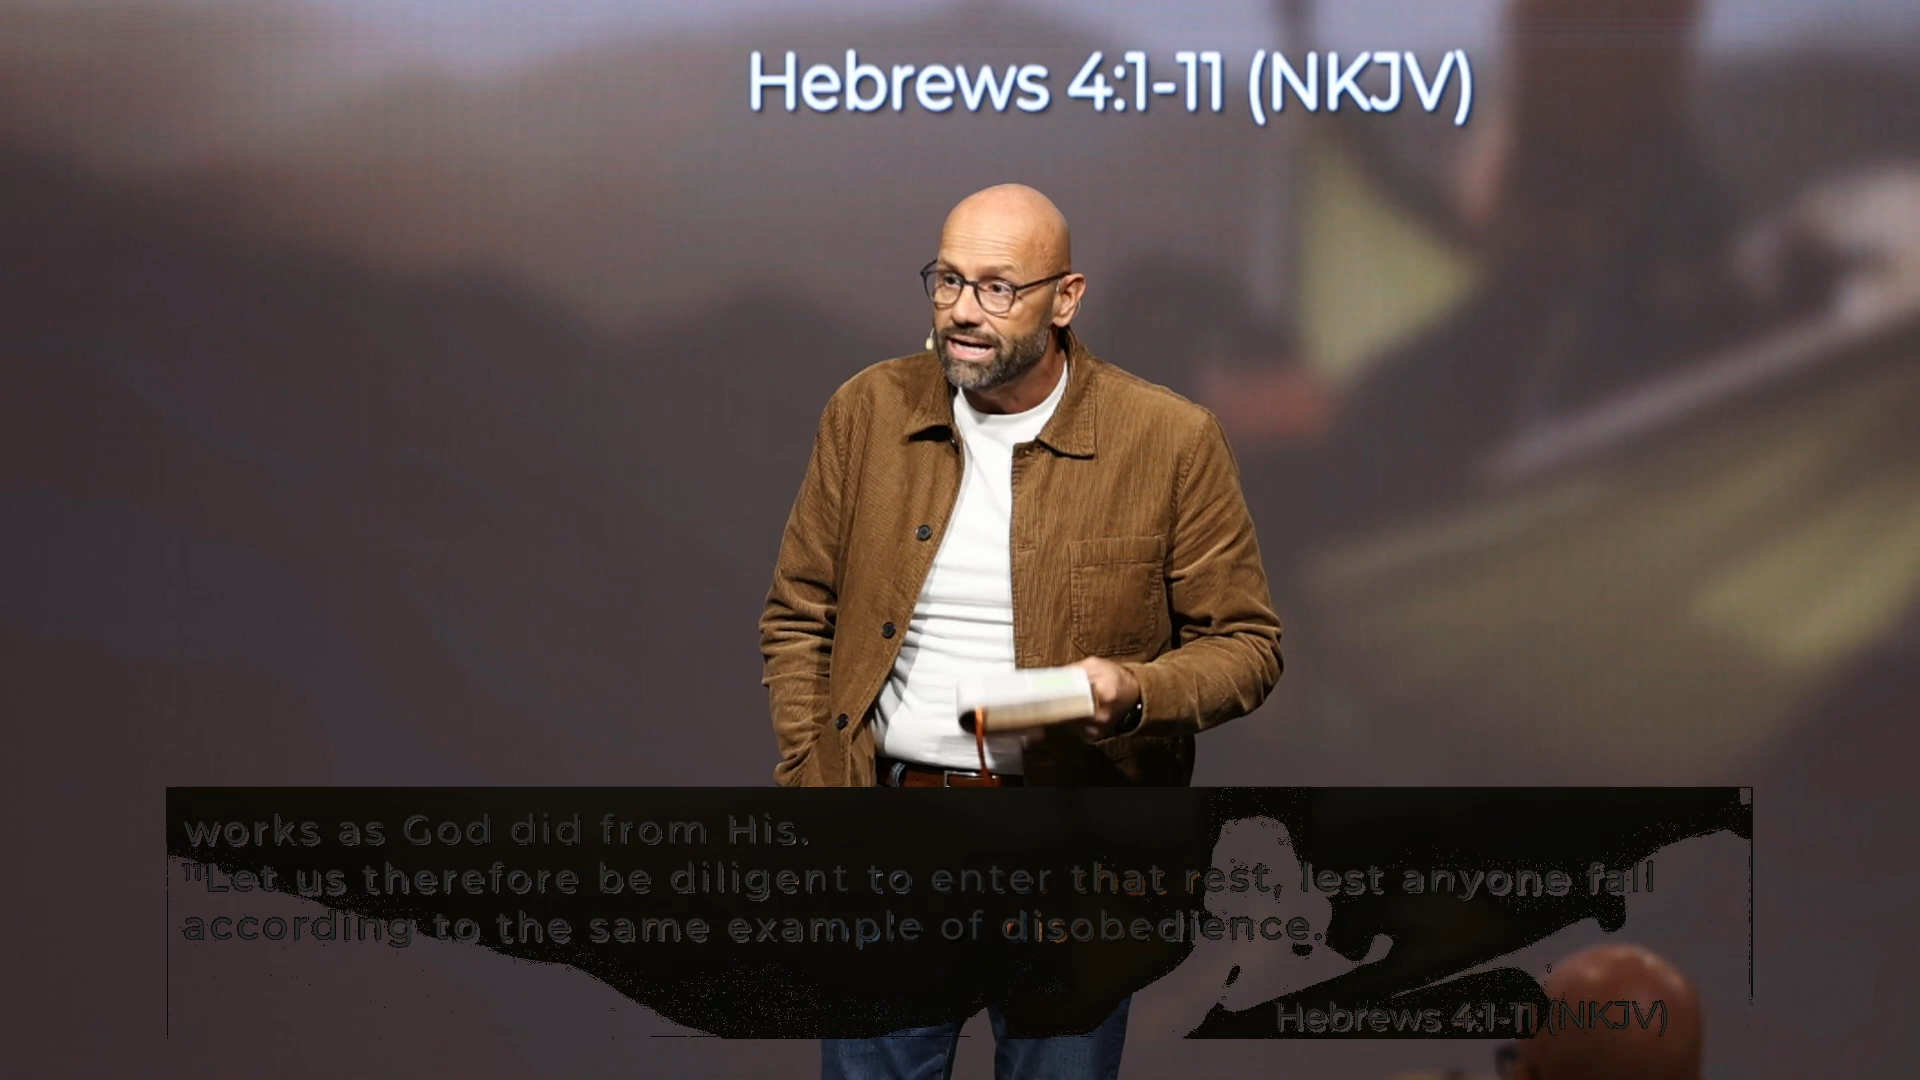 Hebrews 4:1-11 (NKJV)
works as God did from His.
¹¹Let us therefore be diligent to enter that rest, lest anyone fall
according to the same example of disobedience.
Hebrews 4:1-11 (NKJV)